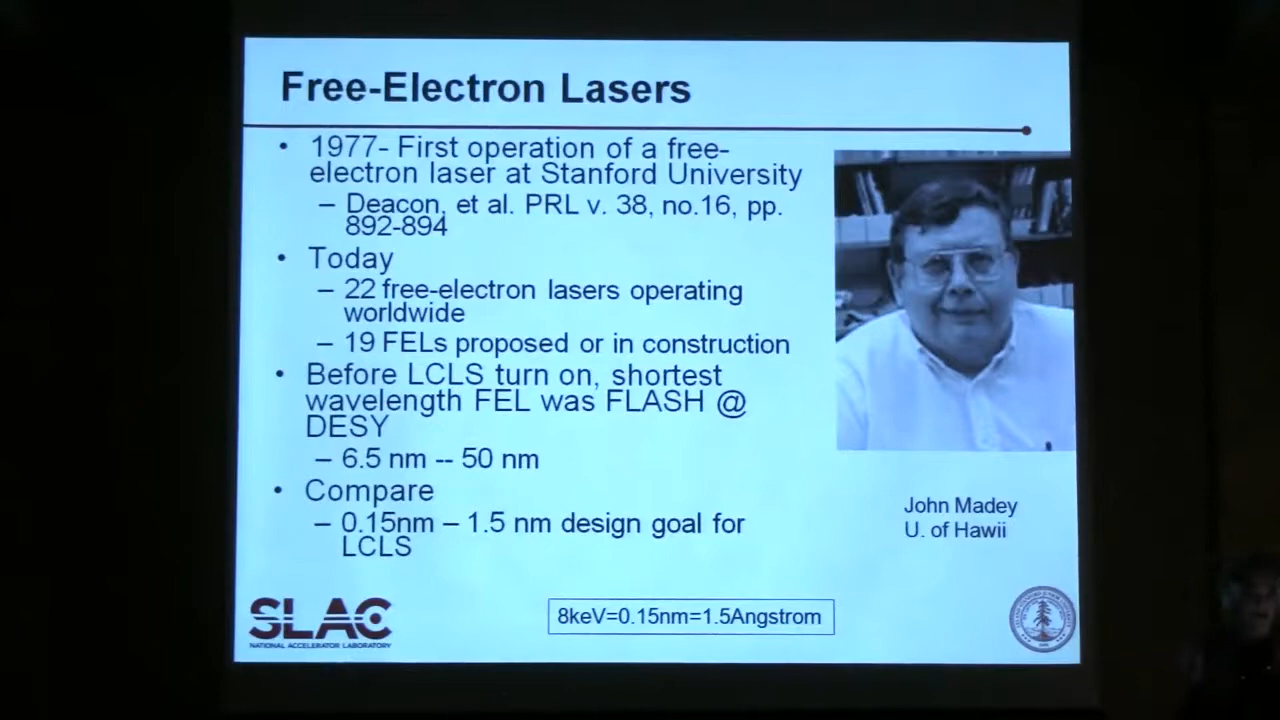 Free-Electron Lasers
• 1977- First operation of a free-
electron laser at Stanford University
– Deacon, et al. PRL v. 38, no.16, pp.
892-894
• Today
– 22 free-electron lasers operating
worldwide
– 19 FELs proposed or in construction
• Before LCLS turn on, shortest
wavelength FEL was FLASH @
DESY
– 6.5 nm -- 50 nm
• Compare
– 0.15nm – 1.5 nm design goal for
LCLS
John Madey
U. of Hawii
SLAC
NATIONAL ACCELERATOR LABORATORY
8keV=0.15nm=1.5Angstrom